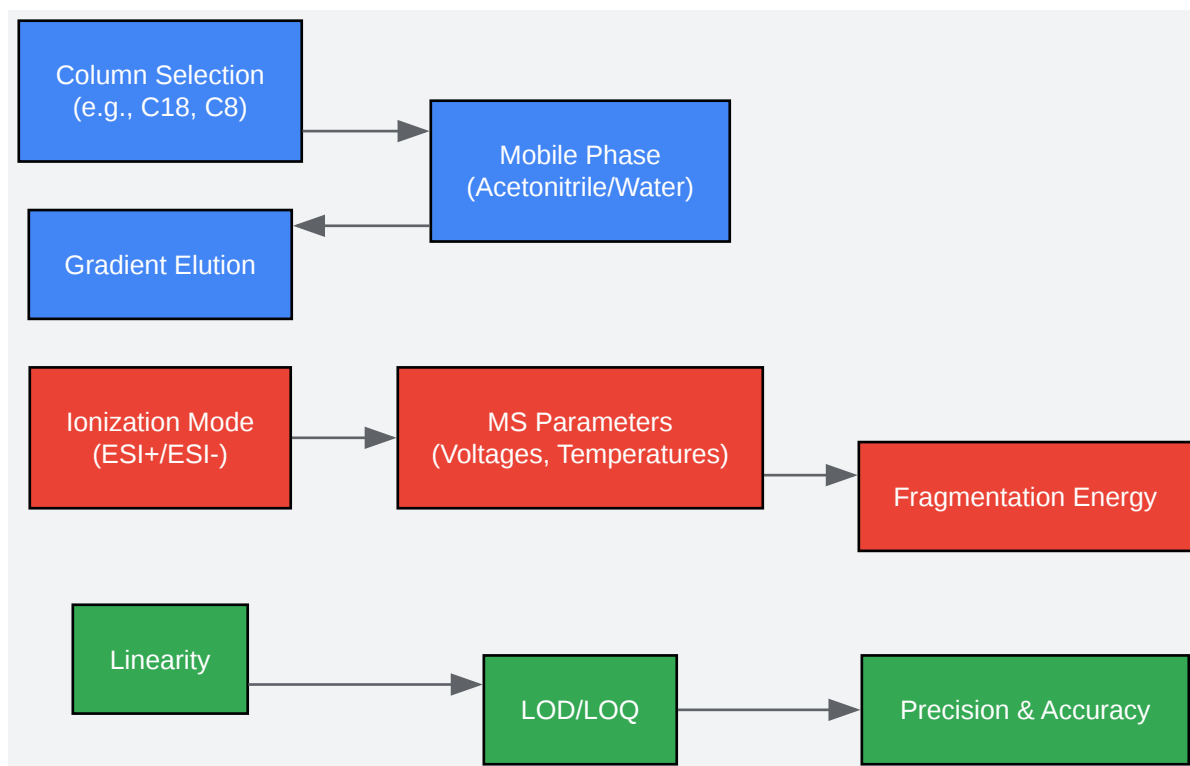 Column Selection
(e.g., C18, C8)
Mobile Phase
(Acetonitrile/Water)
Gradient Elution
Ionization Mode
(ESI+/ESI-)
MS Parameters
(Voltages, Temperatures)
Fragmentation Energy
Linearity
LOD/LOQ
Precision & Accuracy